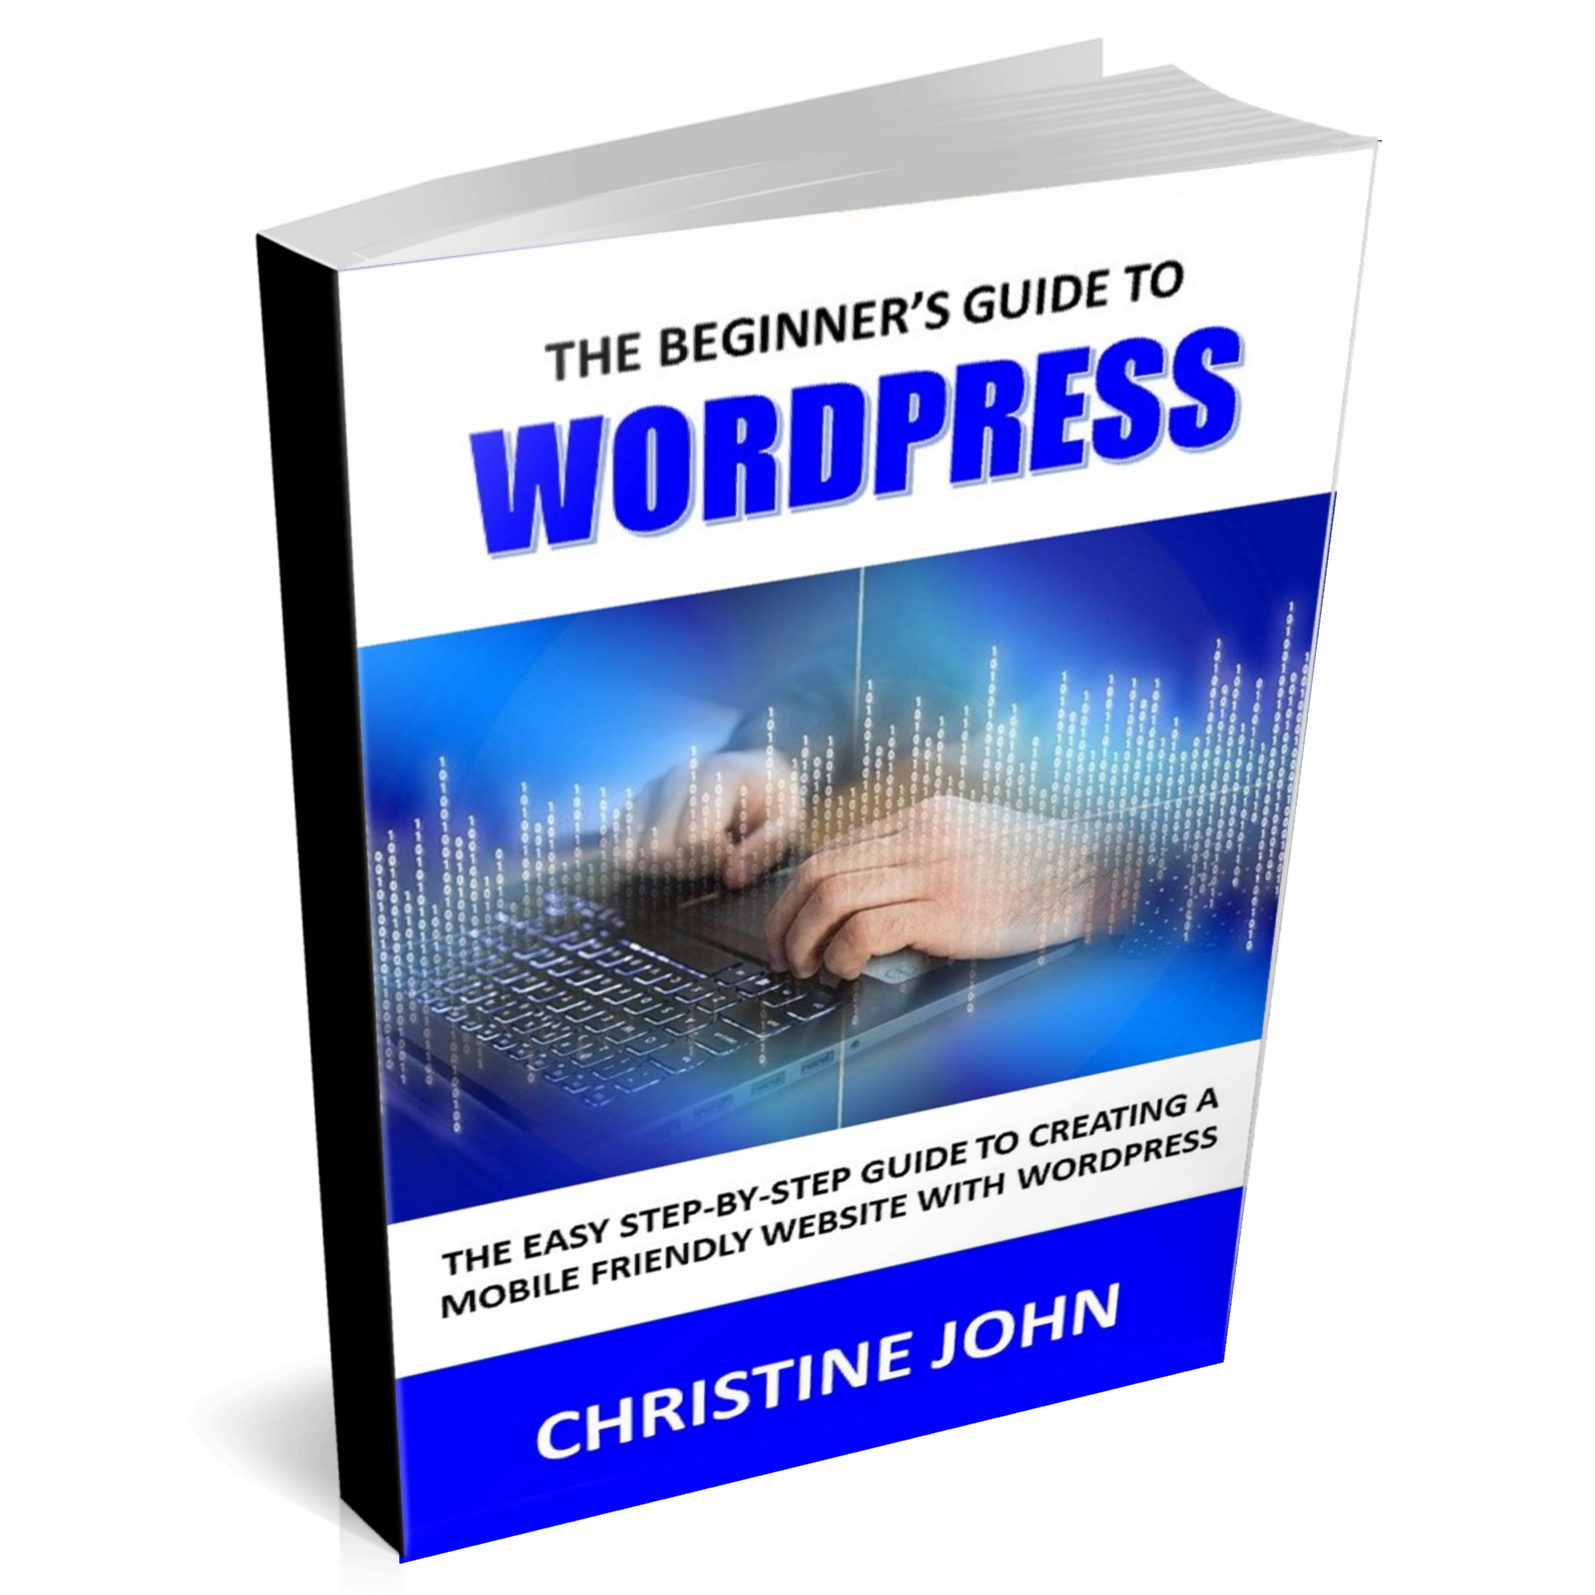 THE BEGINNER’S GUIDE TO
WORDPRESS
THE EASY STEP-BY-STEP GUIDE TO CREATING A
MOBILE FRIENDLY WEBSITE WITH WORDPRESS
CHRISTINE JOHN